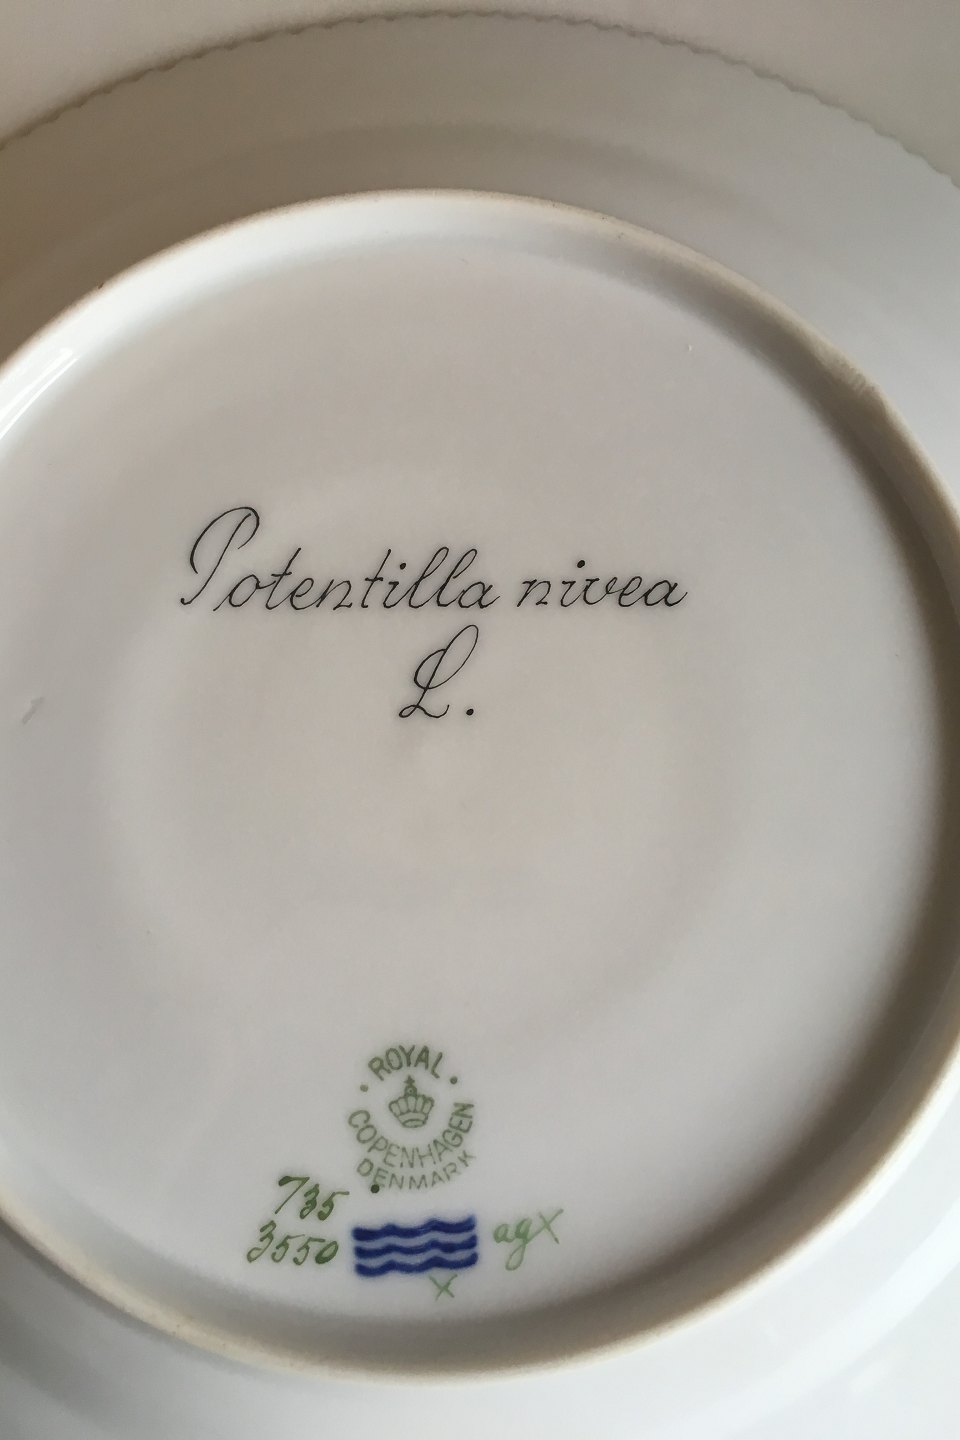 Potentilla nivea
L.
ROYAL
COPENHAGEN
DENMARK
735
3550
agx
x